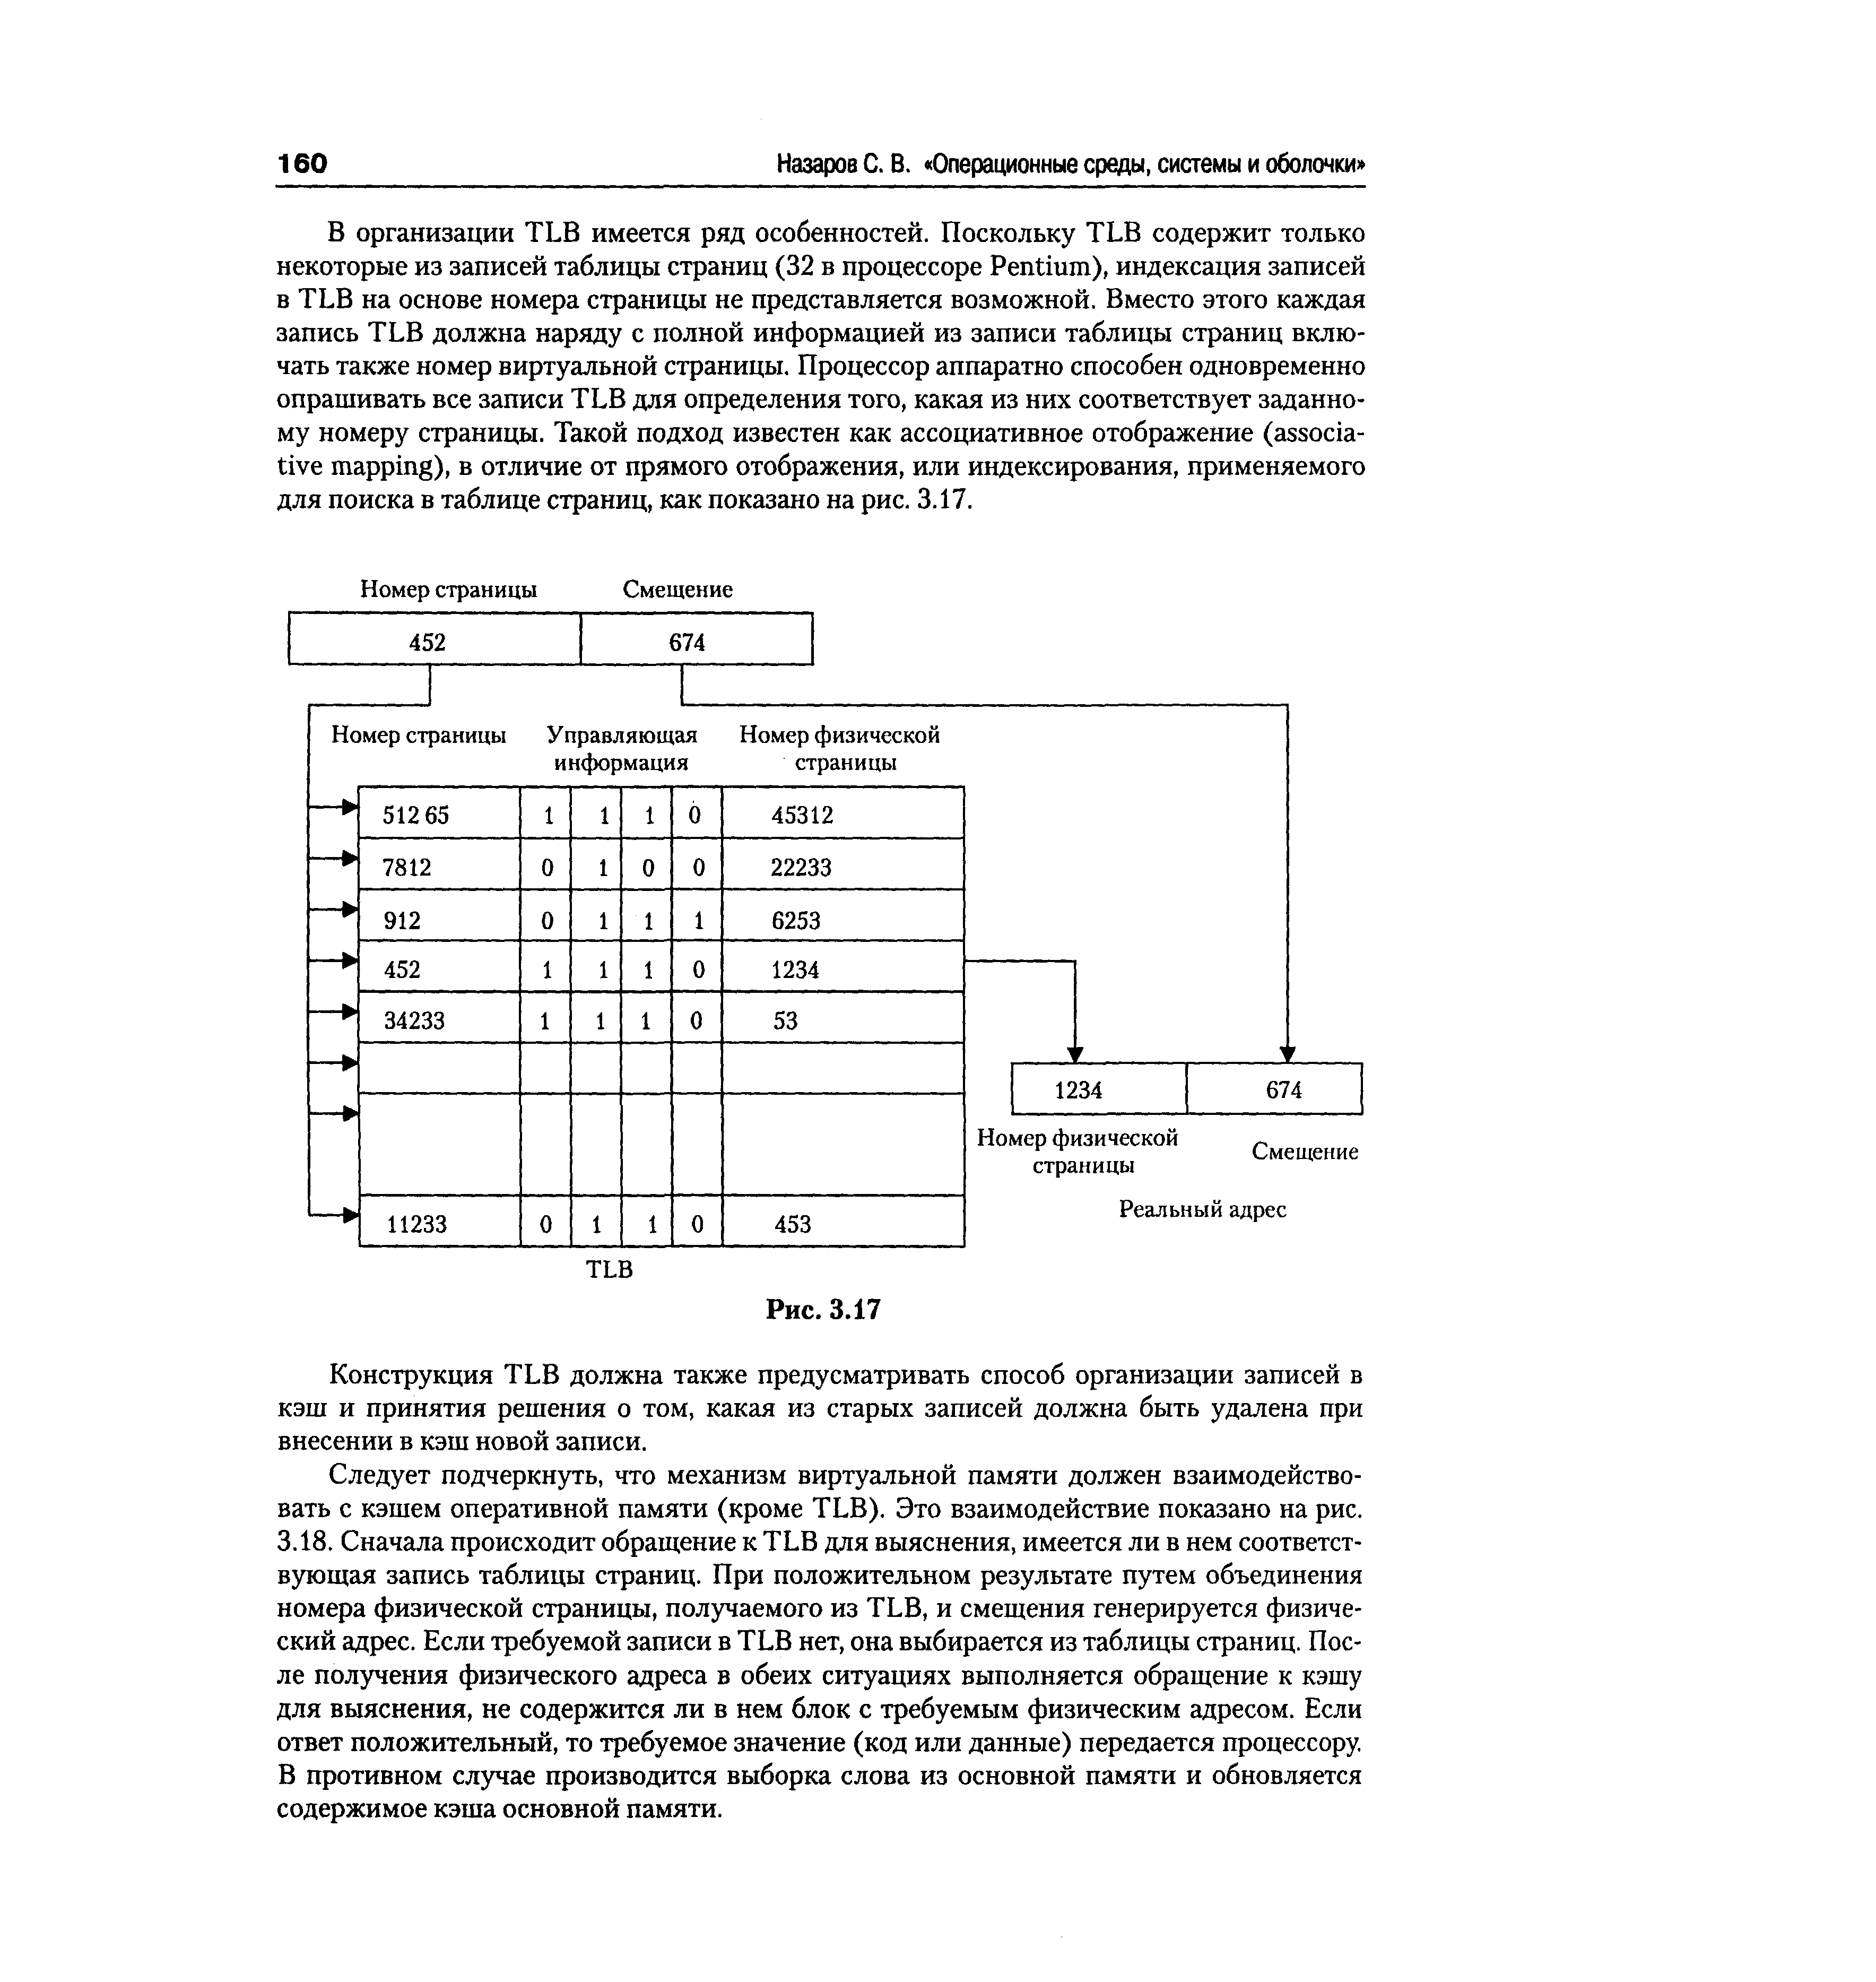 160 Назаров С. В. «Операционные среды, системы и оболочки»
В организации TLB имеется ряд особенностей. Поскольку TLB содержит только
некоторые из записей таблицы страниц (32 в процессоре Pentium), индексация записей
в TLB на основе номера страницы не представляется возможной. Вместо этого каждая
запись TLB должна наряду с полной информацией из записи таблицы страниц вклю-
чать также номер виртуальной страницы. Процессор аппаратно способен одновременно
опрашивать все записи TLB для определения того, какая из них соответствует заданно-
му номеру страницы. Такой подход известен как ассоциативное отображение (associa-
tive mapping), в отличие от прямого отображения, или индексирования, применяемого
для поиска в таблице страниц, как показано на рис. 3.17.
Номер страницы Смещение
452 674
Номер страницы Управляющая Номер физической
информация страницы
512 65 1 1 1 0 45312
7812 0 1 0 0 22233
912 0 1 1 1 6253
452 1 1 1 0 1234
34233 1 1 1 0 53
1234 674
Номер физической Смещение
страницы
Реальный адрес
11233 0 1 1 0 453
TLB
Рис. 3.17
Конструкция TLB должна также предусматривать способ организации записей в
кэш и принятия решения о том, какая из старых записей должна быть удалена при
внесении в кэш новой записи.
Следует подчеркнуть, что механизм виртуальной памяти должен взаимодейство-
вать с кэшем оперативной памяти (кроме TLB). Это взаимодействие показано на рис.
3.18. Сначала происходит обращение к TLB для выяснения, имеется ли в нем соответст-
вующая запись таблицы страниц. При положительном результате путем объединения
номера физической страницы, получаемого из TLB, и смещения генерируется физиче-
ский адрес. Если требуемой записи в TLB нет, она выбирается из таблицы страниц. Пос-
ле получения физического адреса в обеих ситуациях выполняется обращение к кэшу
для выяснения, не содержится ли в нем блок с требуемым физическим адресом. Если
ответ положительный, то требуемое значение (код или данные) передается процессору.
В противном случае производится выборка слова из основной памяти и обновляется
содержимое кэша основной памяти.